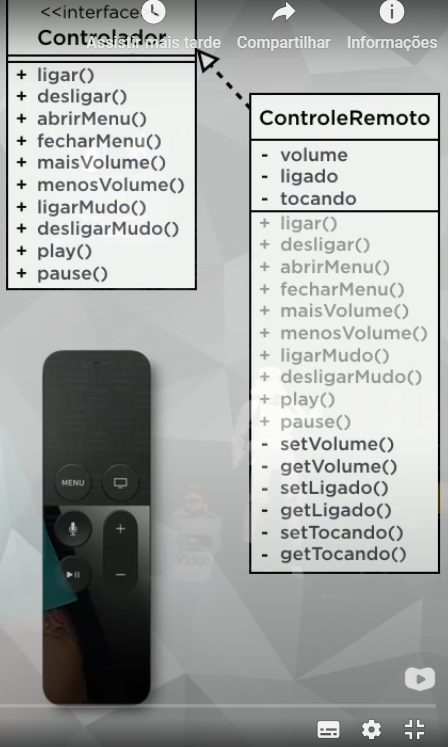 <<interface
Controlador
Assistir mais tarde
Compartilhar
Informações
+ ligar()
+ desligar()
+ abrirMenu()
+ fecharMenu()
+ maisVolume()
+ menosVolume()
+ ligarMudo()
+ desligarMudo()
+ play()
+ pause()
ControleRemoto
- volume
- ligado
- tocando
+ ligar()
+ desligar()
+ abrirMenu()
+ fecharMenu()
+ maisVolume()
+ menosVolume()
+ ligarMudo()
+ desligarMudo()
+ play()
+ pause()
- setVolume()
- getVolume()
- setLigado()
- getLigado()
- setTocando()
- getTocando()
MENU
+
−